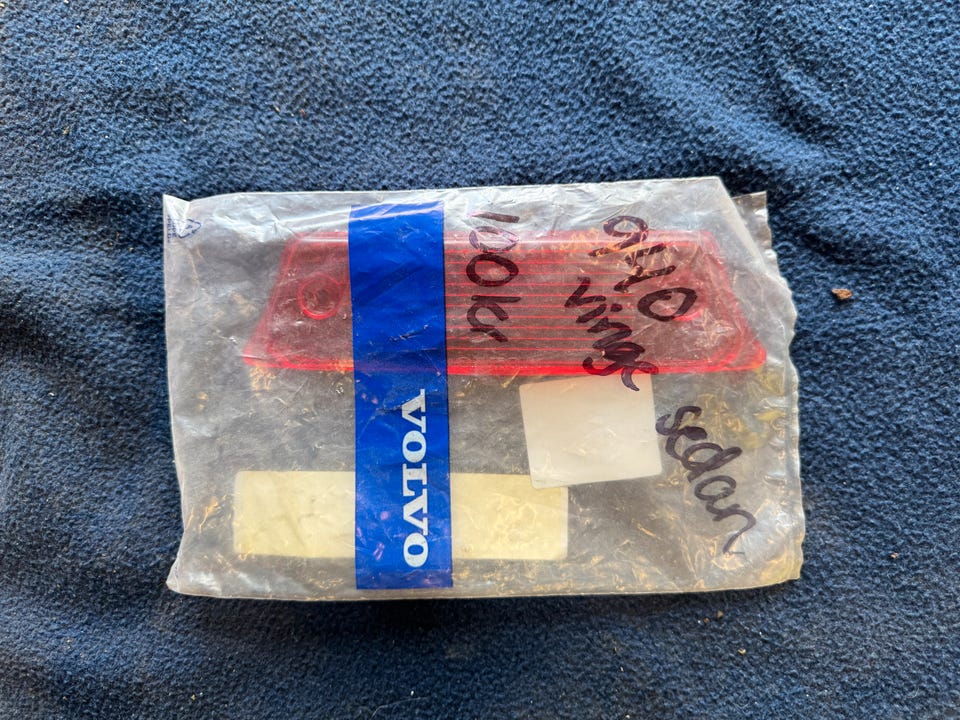 940
vinge
sedan
100kr
VOLVO